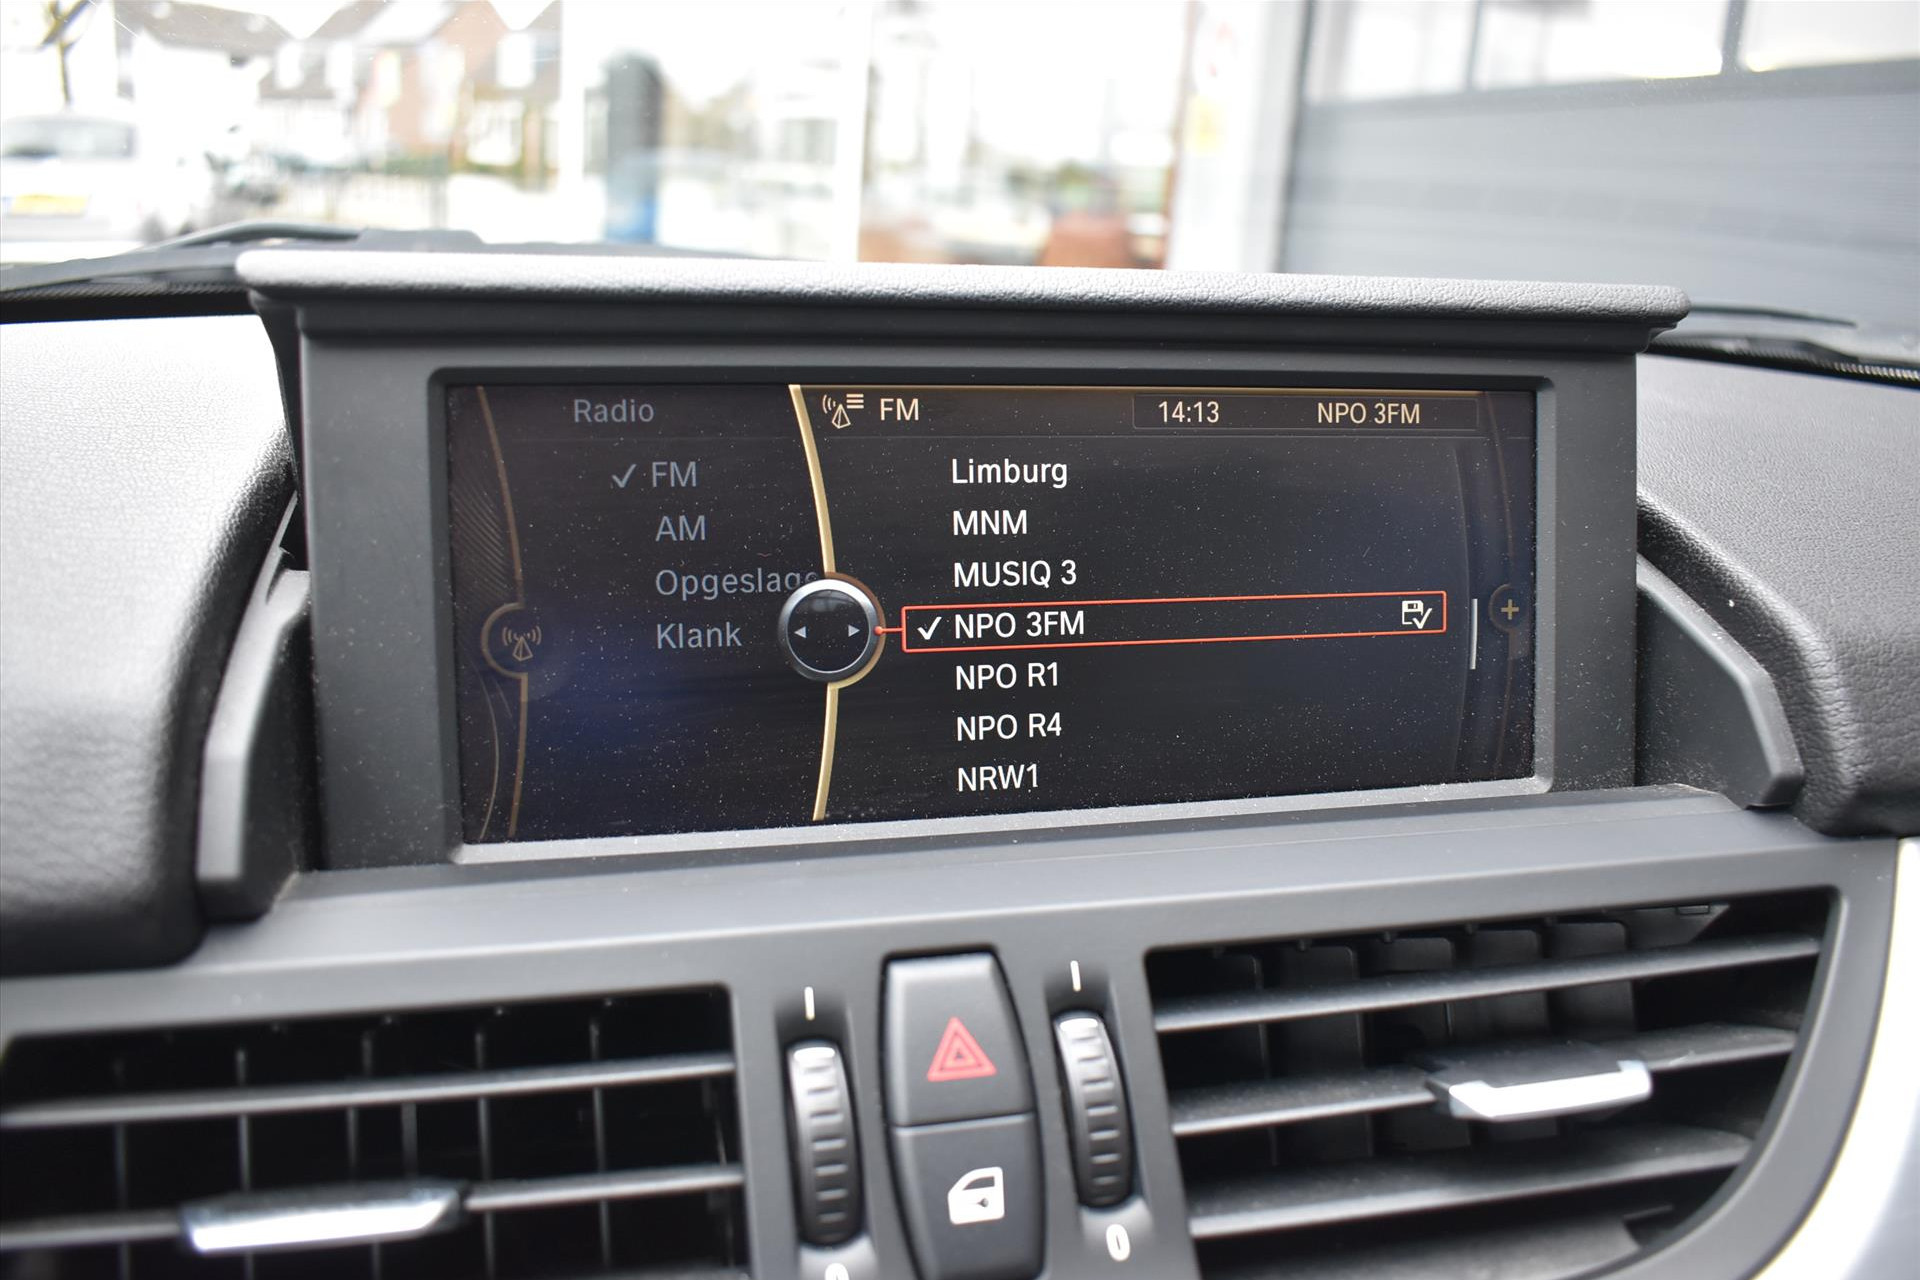 Radio
FM
14:13 NPO 3FM
FM
AM
Klank
Limburg
MNM
MUSIQ 3
NPO 3FM
NPO R1
NPO R4
NRW1
0